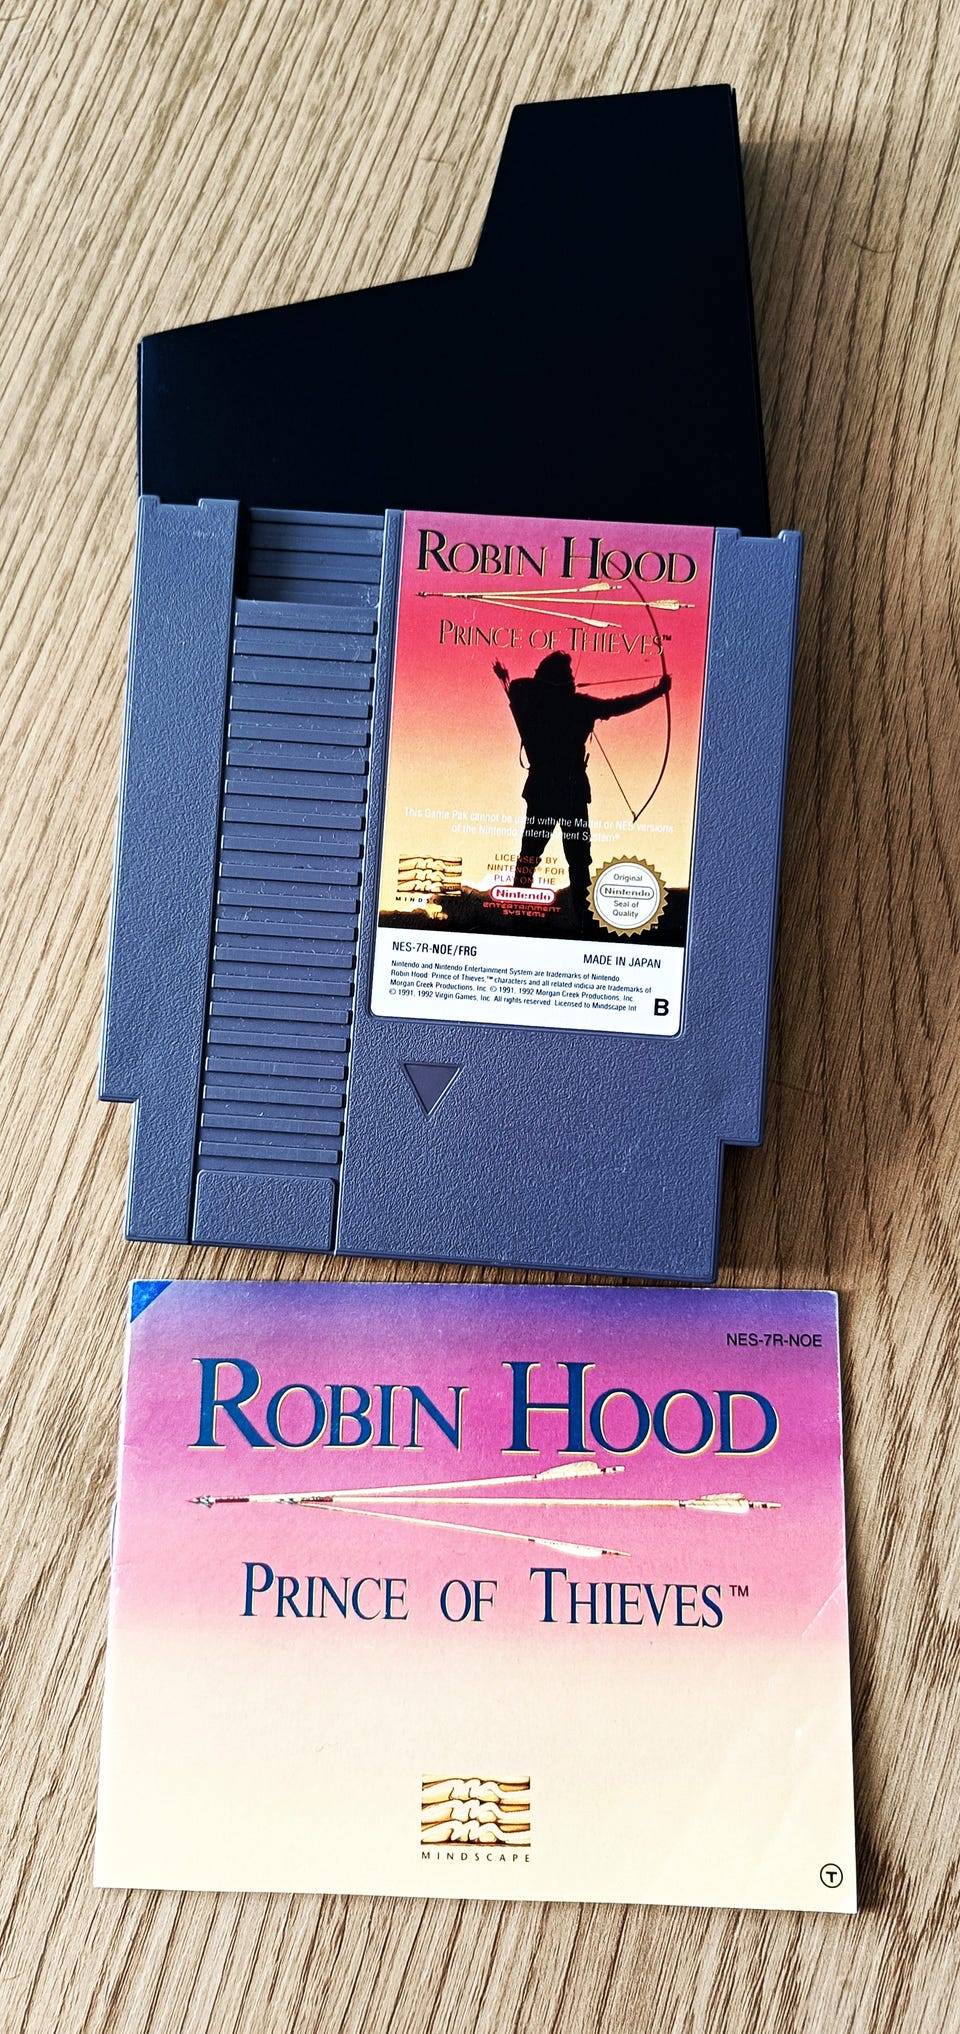 ROBIN HOOD
PRINCE OF THIEVES™
This Game Pak cannot be used with the Mattel or NES versions
of the Nintendo Entertainment System®
LICENSED BY
NINTENDO® FOR
PLAY ON THE
Nintendo
ENTERTAINMENT
SYSTEM®
MINDSC
Original
Nintendo
Seal of
Quality
™
NES-7R-NOE/FRG
MADE IN JAPAN
Nintendo and Nintendo Entertainment System are trademarks of Nintendo
Robin Hood: Prince of Thieves,™ characters and all related indicia are trademarks of
Morgan Creek Productions, Inc. © 1991, 1992 Morgan Creek Productions, Inc.
© 1991, 1992 Virgin Games, Inc. All rights reserved. Licensed to Mindscape Int
B
NES-7R-NOE
ROBIN HOOD
PRINCE OF THIEVES™
MINDSCAPE
T